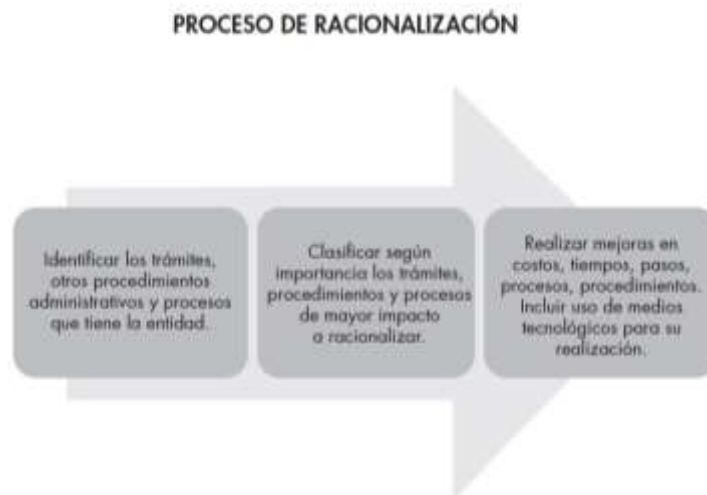 PROCESO DE RACIONALIZACIÓN
Identificar los trámites,
otros procedimientos
administrativos y procesos
que tiene la entidad.
Clasificar según
importancia los trámites,
procedimientos y procesos
de mayor impacto
a racionalizar.
Realizar mejoras en
costos, tiempos, pasos,
procesos, procedimientos.
Incluir uso de medios
tecnológicos para su
realización.